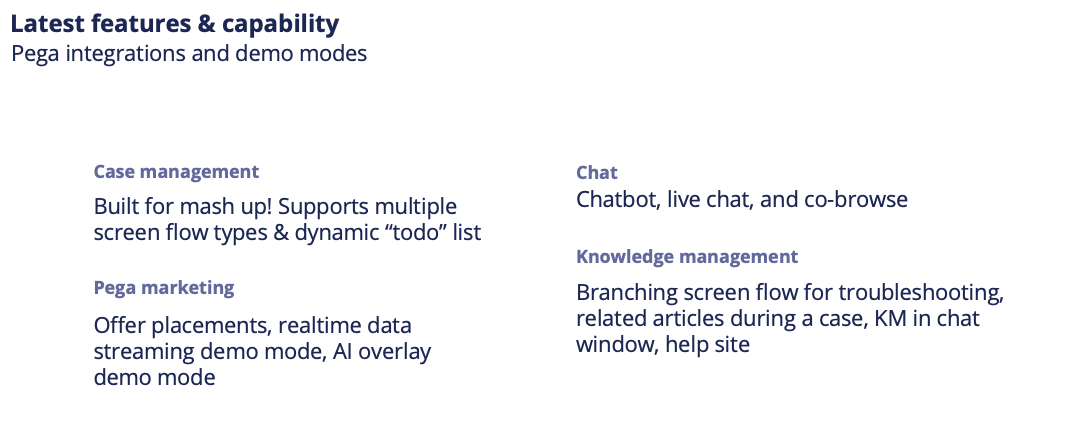 Latest features & capability
Pega integrations and demo modes
Case management
Built for mash up! Supports multiple
screen flow types & dynamic “todo” list
Pega marketing
Offer placements, realtime data
streaming demo mode, AI overlay
demo mode
Chat
Chatbot, live chat, and co-browse
Knowledge management
Branching screen flow for troubleshooting,
related articles during a case, KM in chat
window, help site